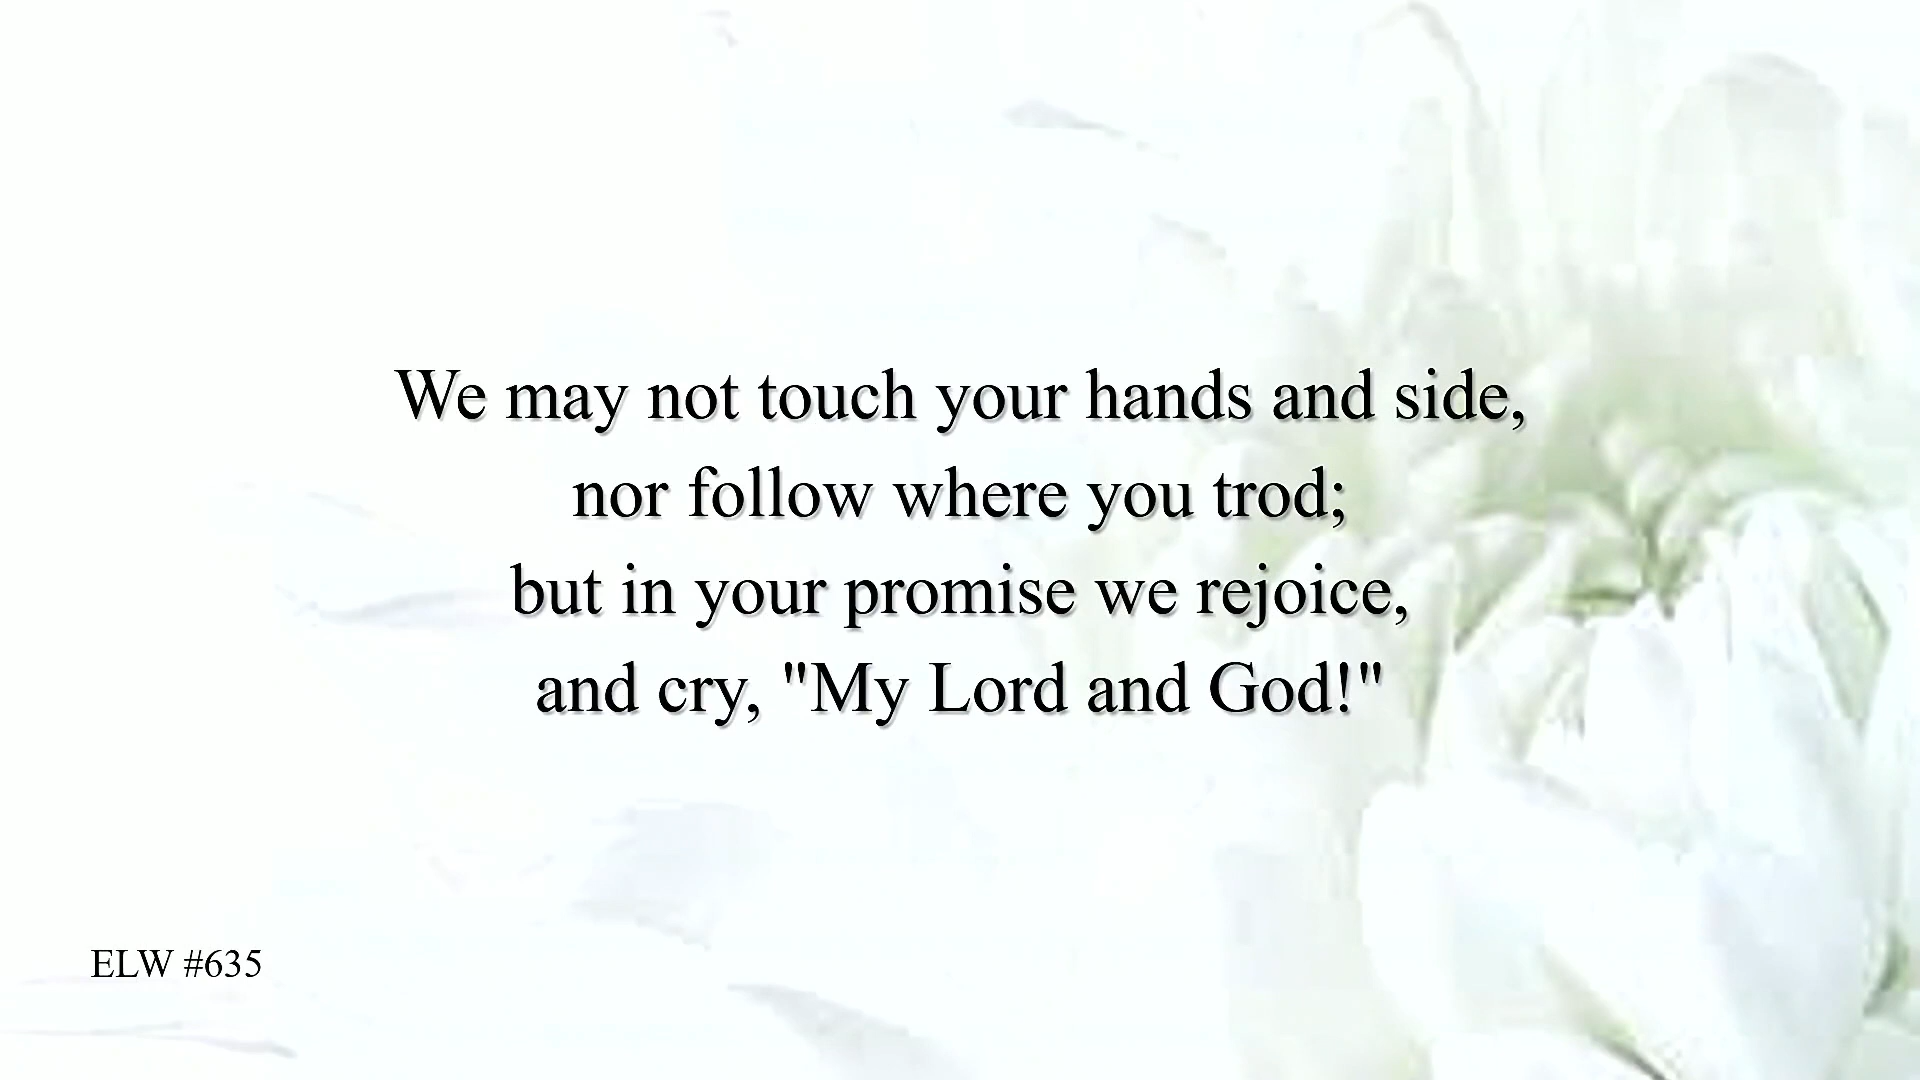 We may not touch your hands and side,
nor follow where you trod;
but in your promise we rejoice,
and cry, "My Lord and God!"
ELW #635